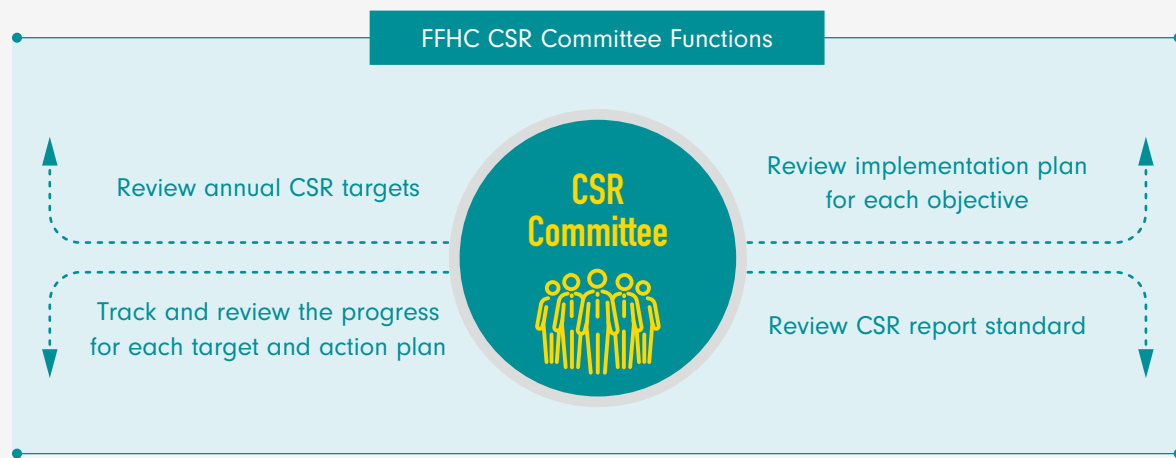 FFHC CSR Committee Functions
Review annual CSR targets
Track and review the progress
for each target and action plan
CSR
Committee
Review implementation plan
for each objective
Review CSR report standard